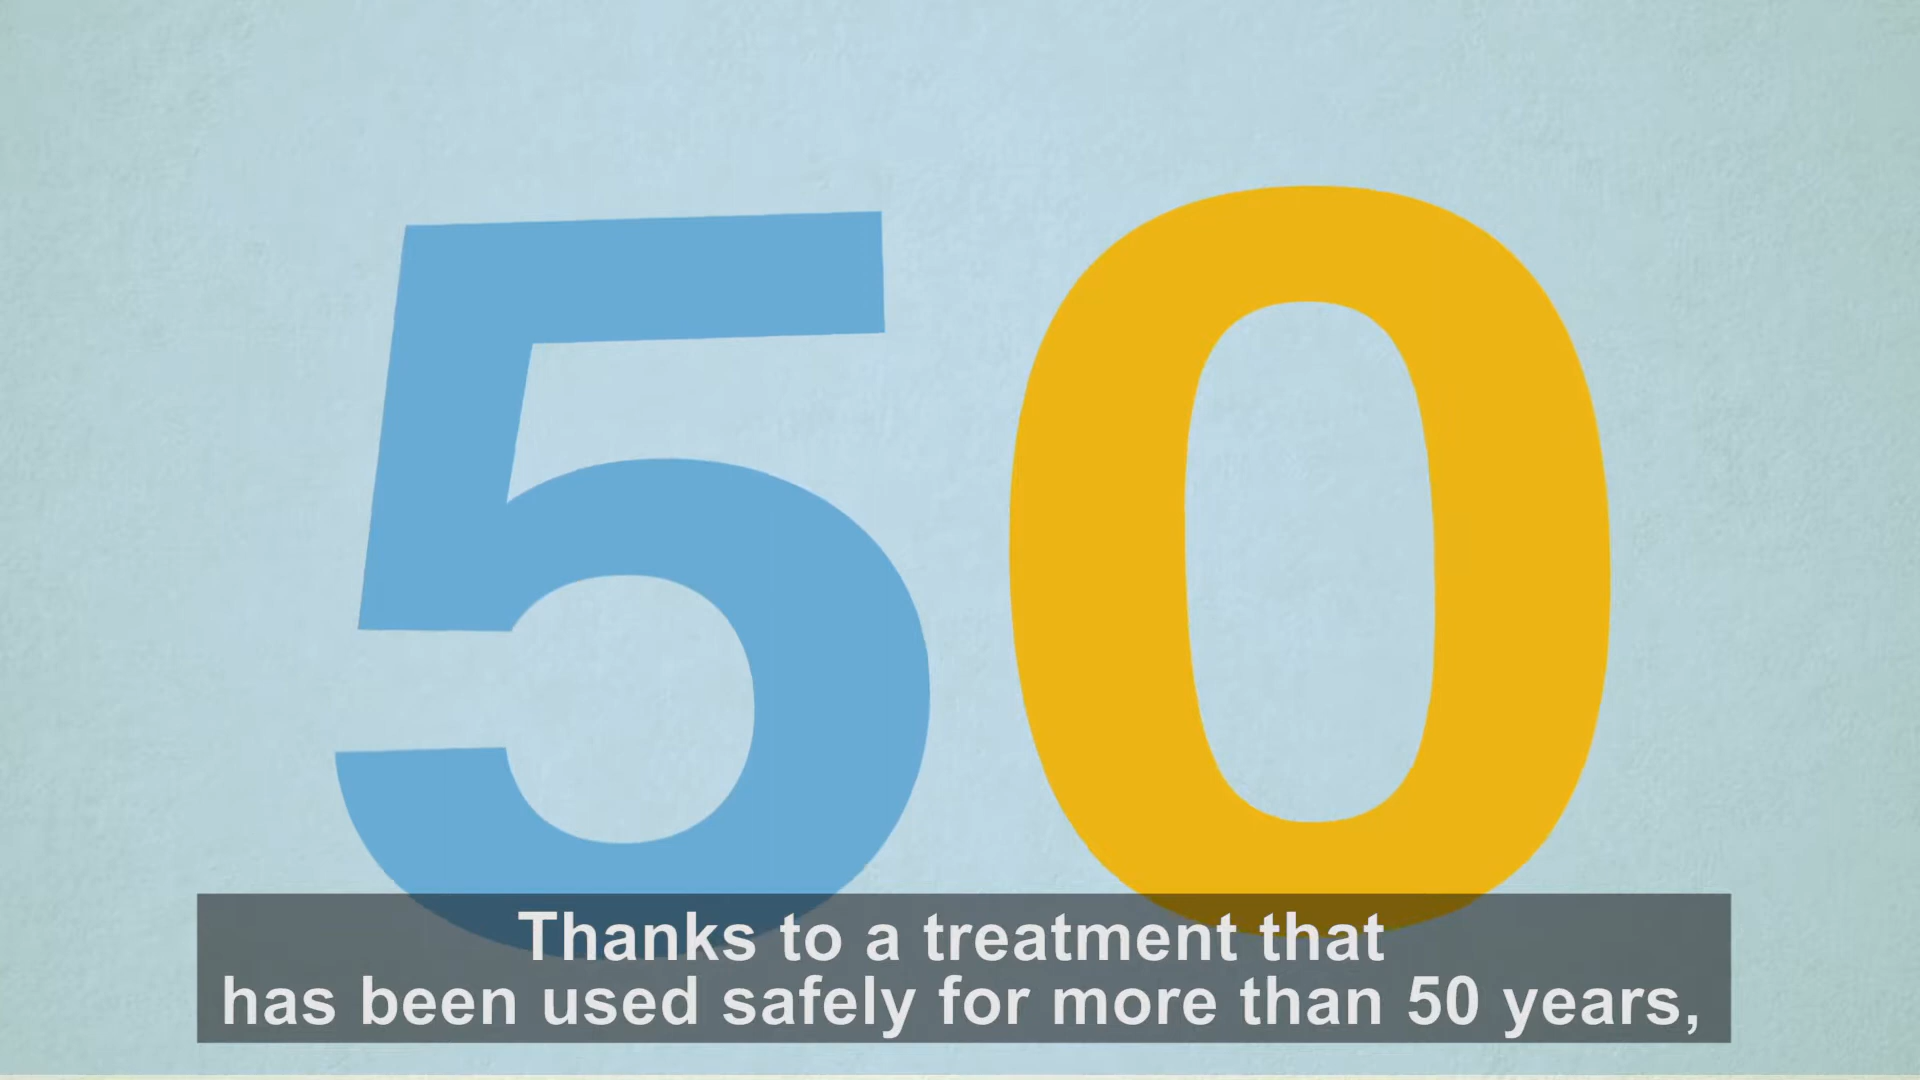 50
Thanks to a treatment that
has been used safely for more than 50 years,